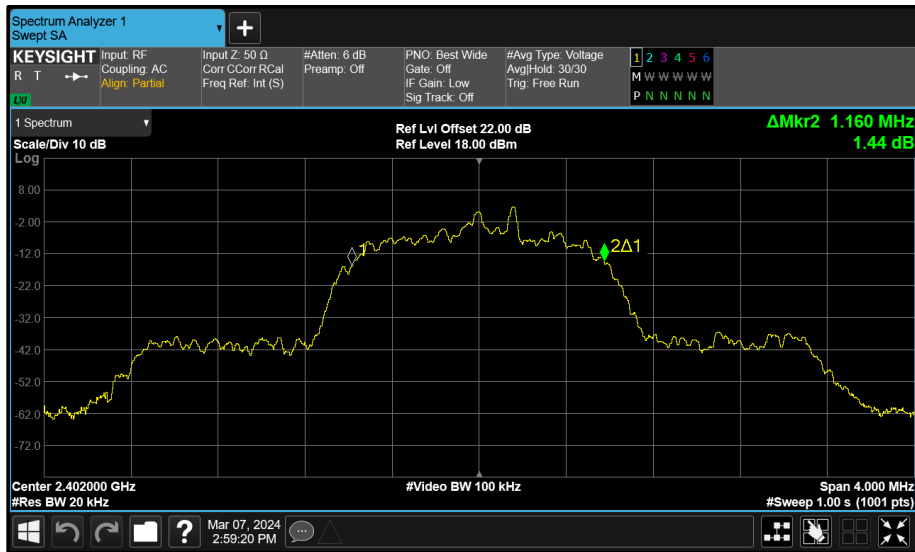 Spectrum Analyzer 1
Swept SA
+
KEYSIGHT
R T
LXI
Input: RF
Coupling: AC
Align: Partial
Input Z: 50 Ω
Corr CCorr RCal
Freq Ref: Int (S)
#Atten: 6 dB
Preamp: Off
PNO: Best Wide
Gate: Off
IF Gain: Low
Sig Track: Off
#Avg Type: Voltage
Avg|Hold: 30/30
Trig: Free Run
1 2 3 4 5 6
M W W W W W
P N N N N N
1 Spectrum
Scale/Div 10 dB
Log
Ref Lvl Offset 22.00 dB
Ref Level 18.00 dBm
ΔMkr2 1.160 MHz
1.44 dB
8.00
-2.00
-12.0
-22.0
-32.0
-42.0
-52.0
-62.0
-72.0
1
2Δ1
Center 2.402000 GHz
#Res BW 20 kHz
#Video BW 100 kHz
Span 4.000 MHz
#Sweep 1.00 s (1001 pts)
?
Mar 07, 2024
2:59:20 PM